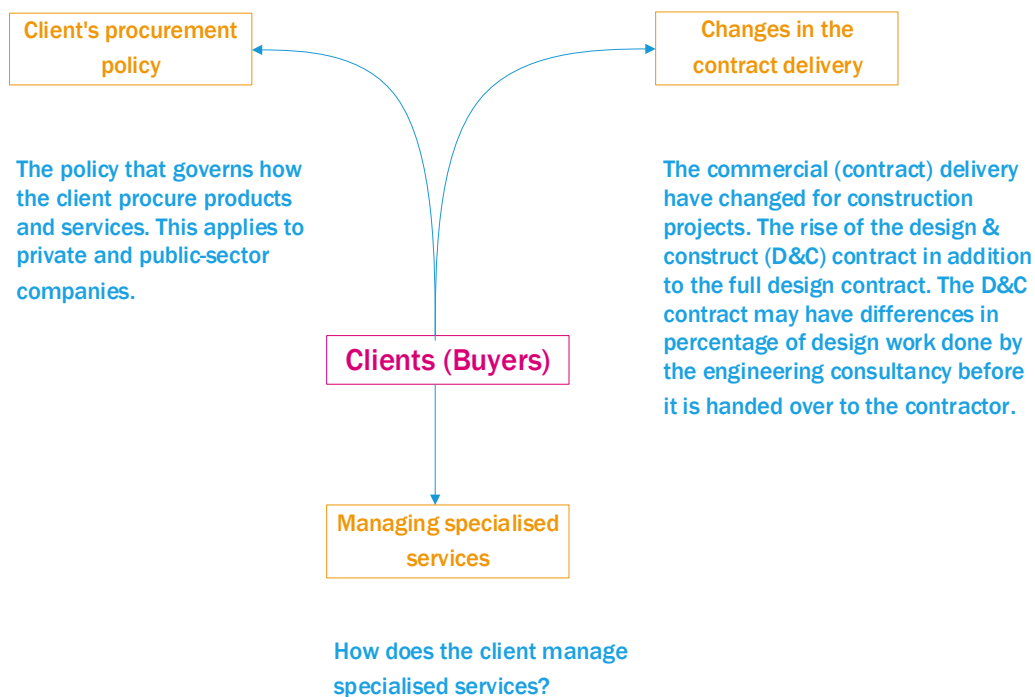 Client's procurement
policy
Changes in the
contract delivery
The policy that governs how
the client procure products
and services. This applies to
private and public-sector
companies.
The commercial (contract) delivery
have changed for construction
projects. The rise of the design &
construct (D&C) contract in addition
to the full design contract. The D&C
contract may have differences in
percentage of design work done by
the engineering consultancy before
it is handed over to the contractor.
Clients (Buyers)
Managing specialised
services
How does the client manage
specialised services?